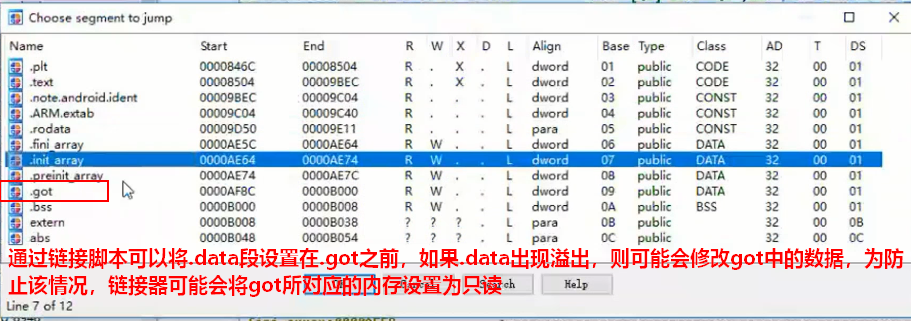 Choose segment to jump
Name Start End R W X D L Align Base Type Class AD T DS
.plt 0000846C 00008504 R . X . L dword 01 public CODE 32 00 01
.text 00008504 00009BEC R . X . L dword 02 public CODE 32 00 01
.note.android.ident 00009BEC 00009C04 R . . . L dword 03 public CONST 32 00 01
.ARM.extab 00009C04 00009C40 R . . . L dword 04 public CONST 32 00 01
.rodata 00009D50 00009E11 R . . . L para 05 public CONST 32 00 01
.fini_array 0000AE5C 0000AE64 R W . . L dword 06 public DATA 32 00 01
.init_array 0000AE64 0000AE74 R W . . L dword 07 public DATA 32 00 01
.preinit_array 0000AE74 0000AE7C R W . . L dword 08 public DATA 32 00 01
.got 0000AF8C 0000B000 R W . . L dword 09 public DATA 32 00 01
.bss 0000B000 0000B008 R W . . L dword 0A public BSS 32 00 01
extern 0000B008 0000B038 ? ? ? . L para 0B public 32 00 0B
abs 0000B048 0000B054 ? ? ? . L para 0C public 32 00 0C
通过链接脚本可以将.data段设置在.got之前，如果.data出现溢出，则可能会修改got中的数据，为防
止该情况，链接器可能会将got所对应的内存设置为只读
Help
Line 7 of 12